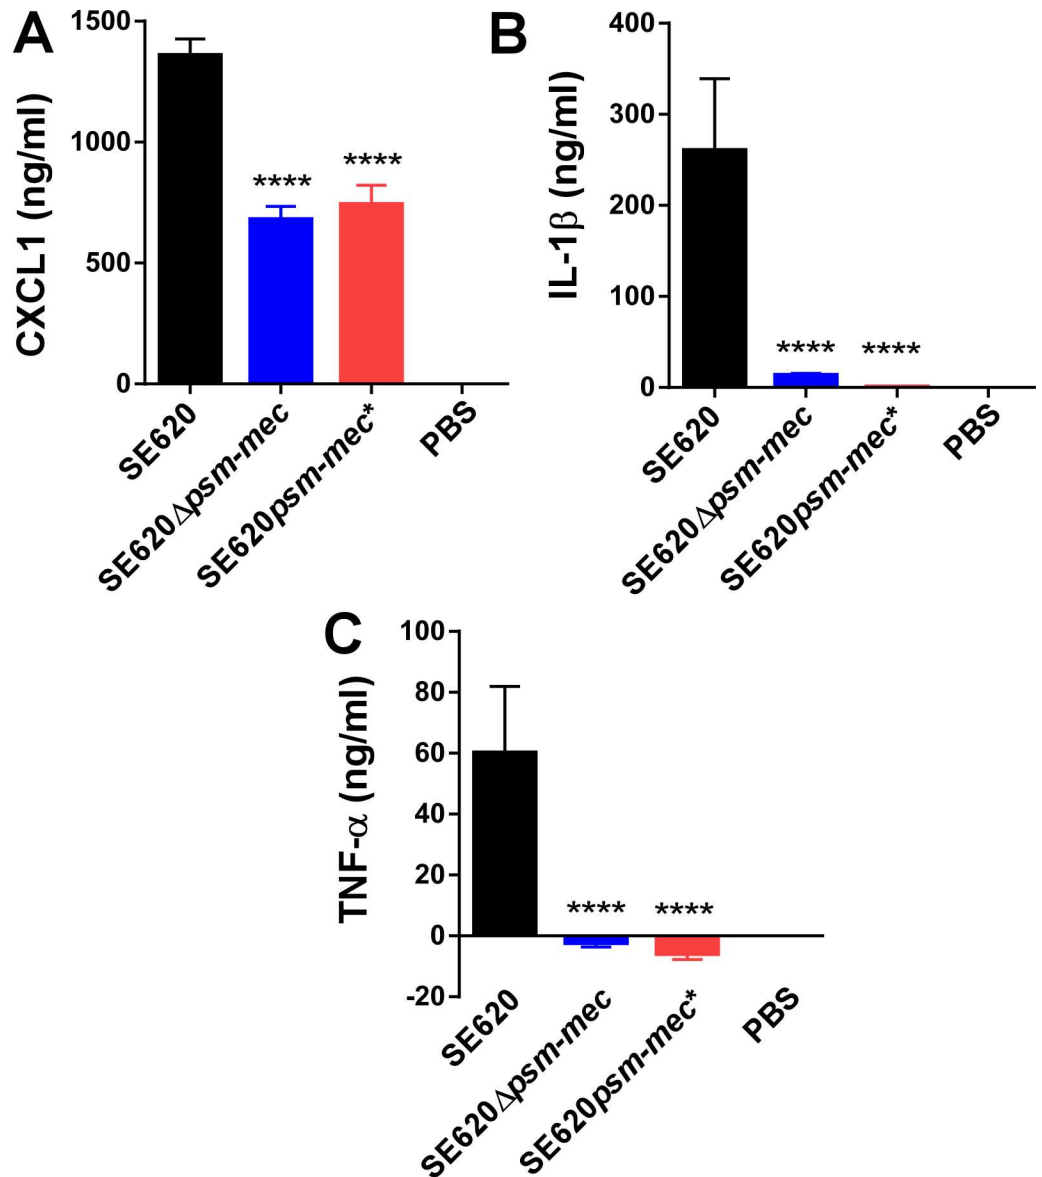 A
CXCL1 (ng/ml)
1500
1000
500
0
****
****
SE620
SE620Δpsm-mec
SE620psm-mec*
PBS
B
IL-1β (ng/ml)
400
300
200
100
0
****
****
SE620
SE620Δpsm-mec
SE620psm-mec*
PBS
C
TNF-α (ng/ml)
100
80
60
40
20
0
-20
****
****
SE620
SE620Δpsm-mec
SE620psm-mec*
PBS